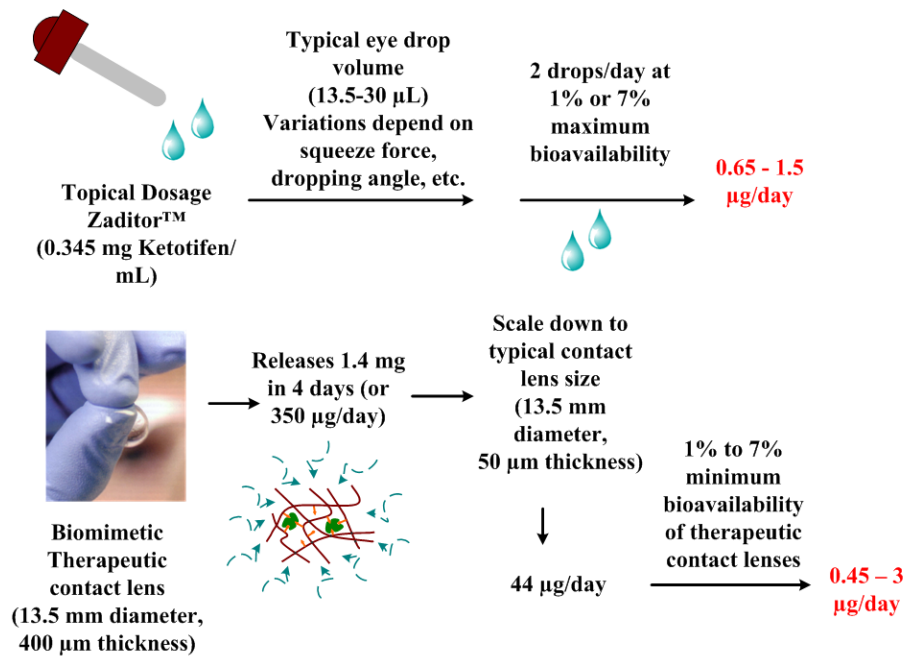 Typical eye drop
volume
(13.5-30 µL)
Variations depend on
squeeze force,
dropping angle, etc.
2 drops/day at
1% or 7%
maximum
bioavailability
0.65 - 1.5
µg/day
Topical Dosage
Zaditor™
(0.345 mg Ketotifen/
mL)
Releases 1.4 mg
in 4 days (or
350 µg/day)
Scale down to
typical contact
lens size
(13.5 mm
diameter,
50 µm thickness)
1% to 7%
minimum
bioavailability
of therapeutic
contact lenses
Biomimetic
Therapeutic
contact lens
(13.5 mm diameter,
400 µm thickness)
44 µg/day
0.45 – 3
µg/day